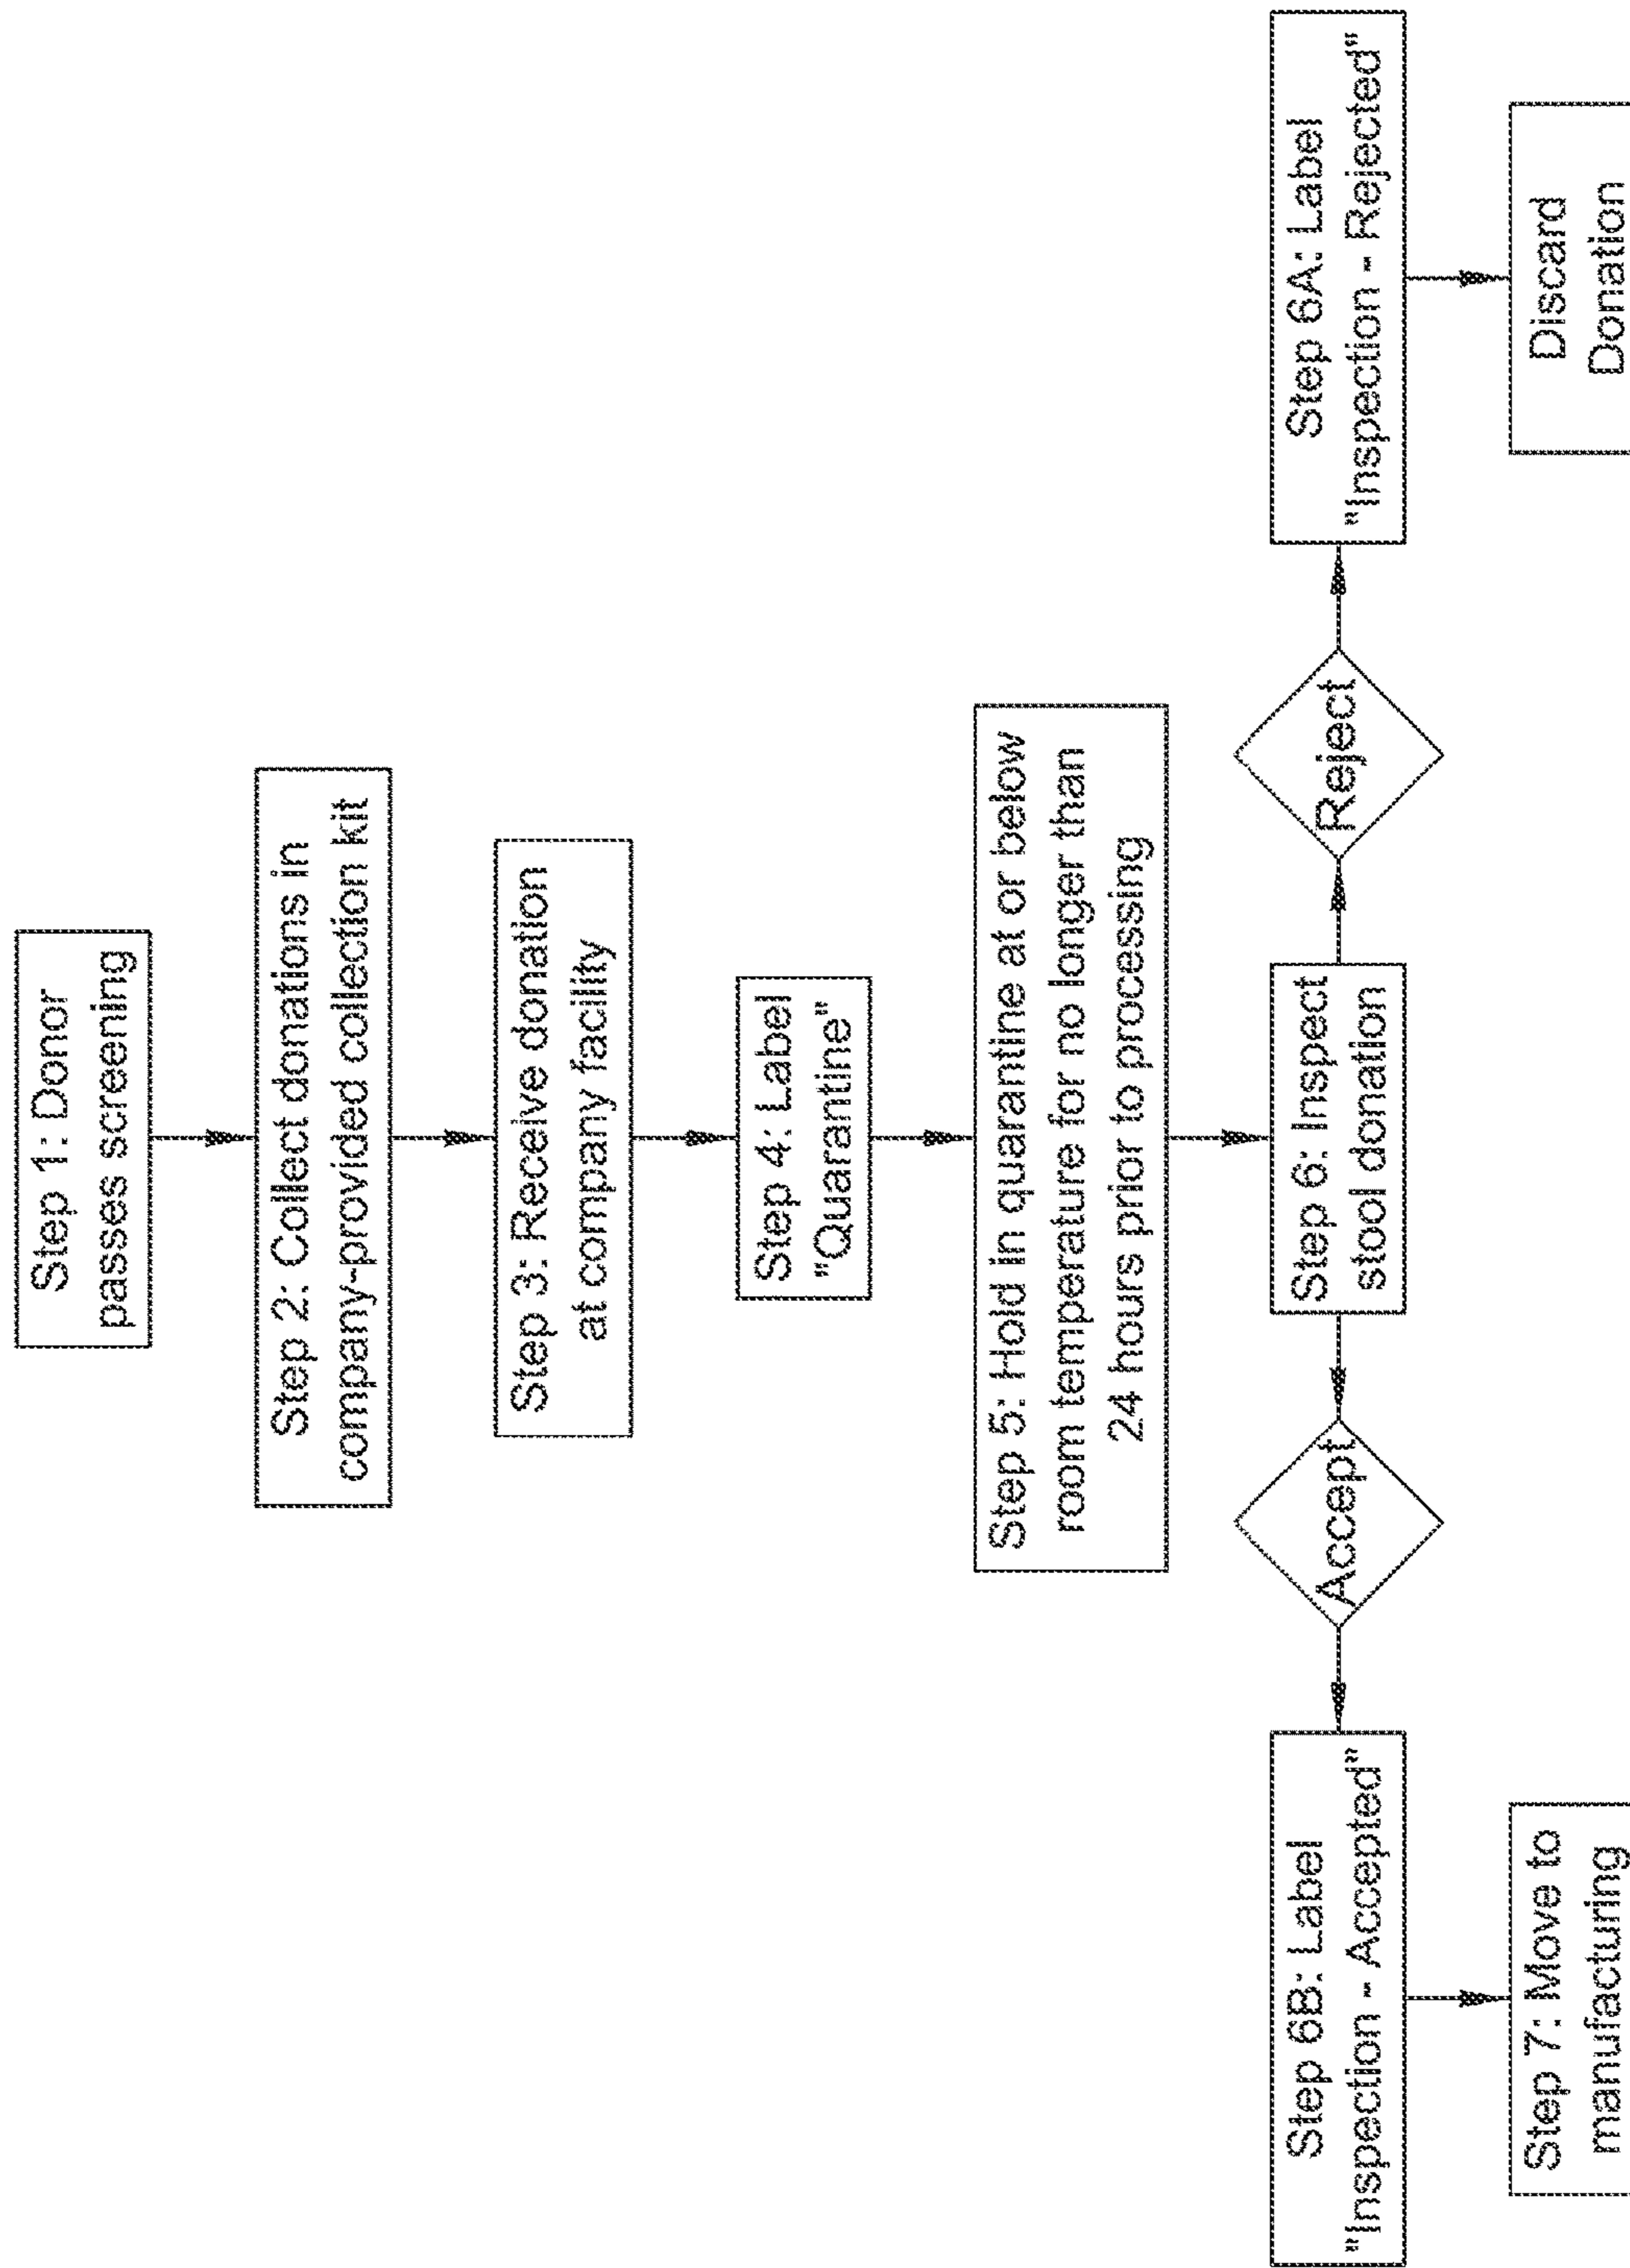 Step 1: Donor
passes screening
Step 2: Collect donations in
company-provided collection kit
Step 3: Receive donation
at company facility
Step 4: Label
"Quarantine"
Step 5: Hold in quarantine at or below
room temperature for no longer than
24 hours prior to processing
Step 6: Inspect
stool donation
Accept
Reject
Step 6B: Label
"Inspection - Accepted"
Step 6A: Label
"Inspection - Rejected"
Step 7: Move to
manufacturing
Discard
Donation